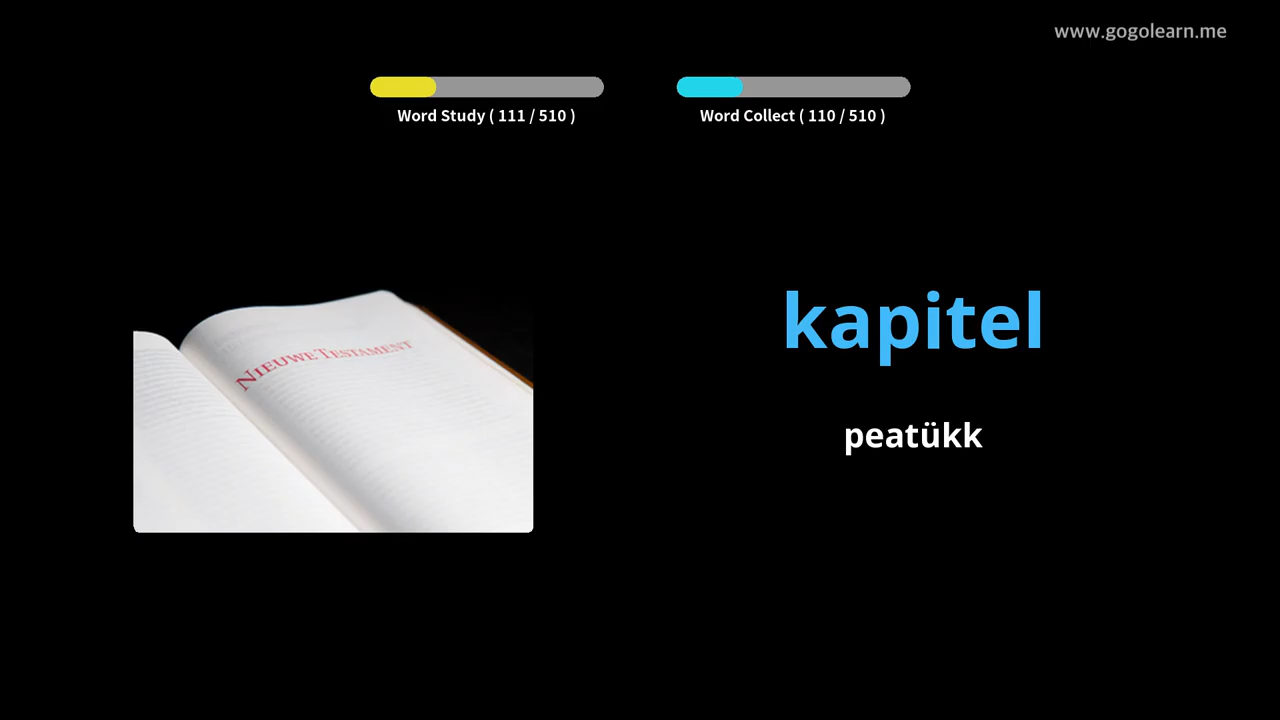 www.gogolearn.me
Word Study ( 111 / 510 )
Word Collect ( 110 / 510 )
NIEUWE TESTAMENT
kapitel
peatükk